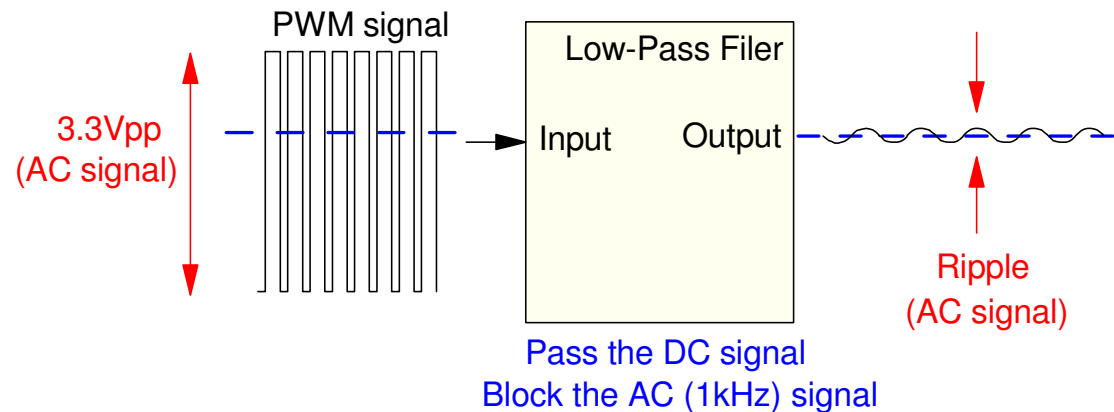 PWM signal
3.3Vpp
(AC signal)
Low-Pass Filer
Input
Output
Ripple
(AC signal)
Pass the DC signal
Block the AC (1kHz) signal